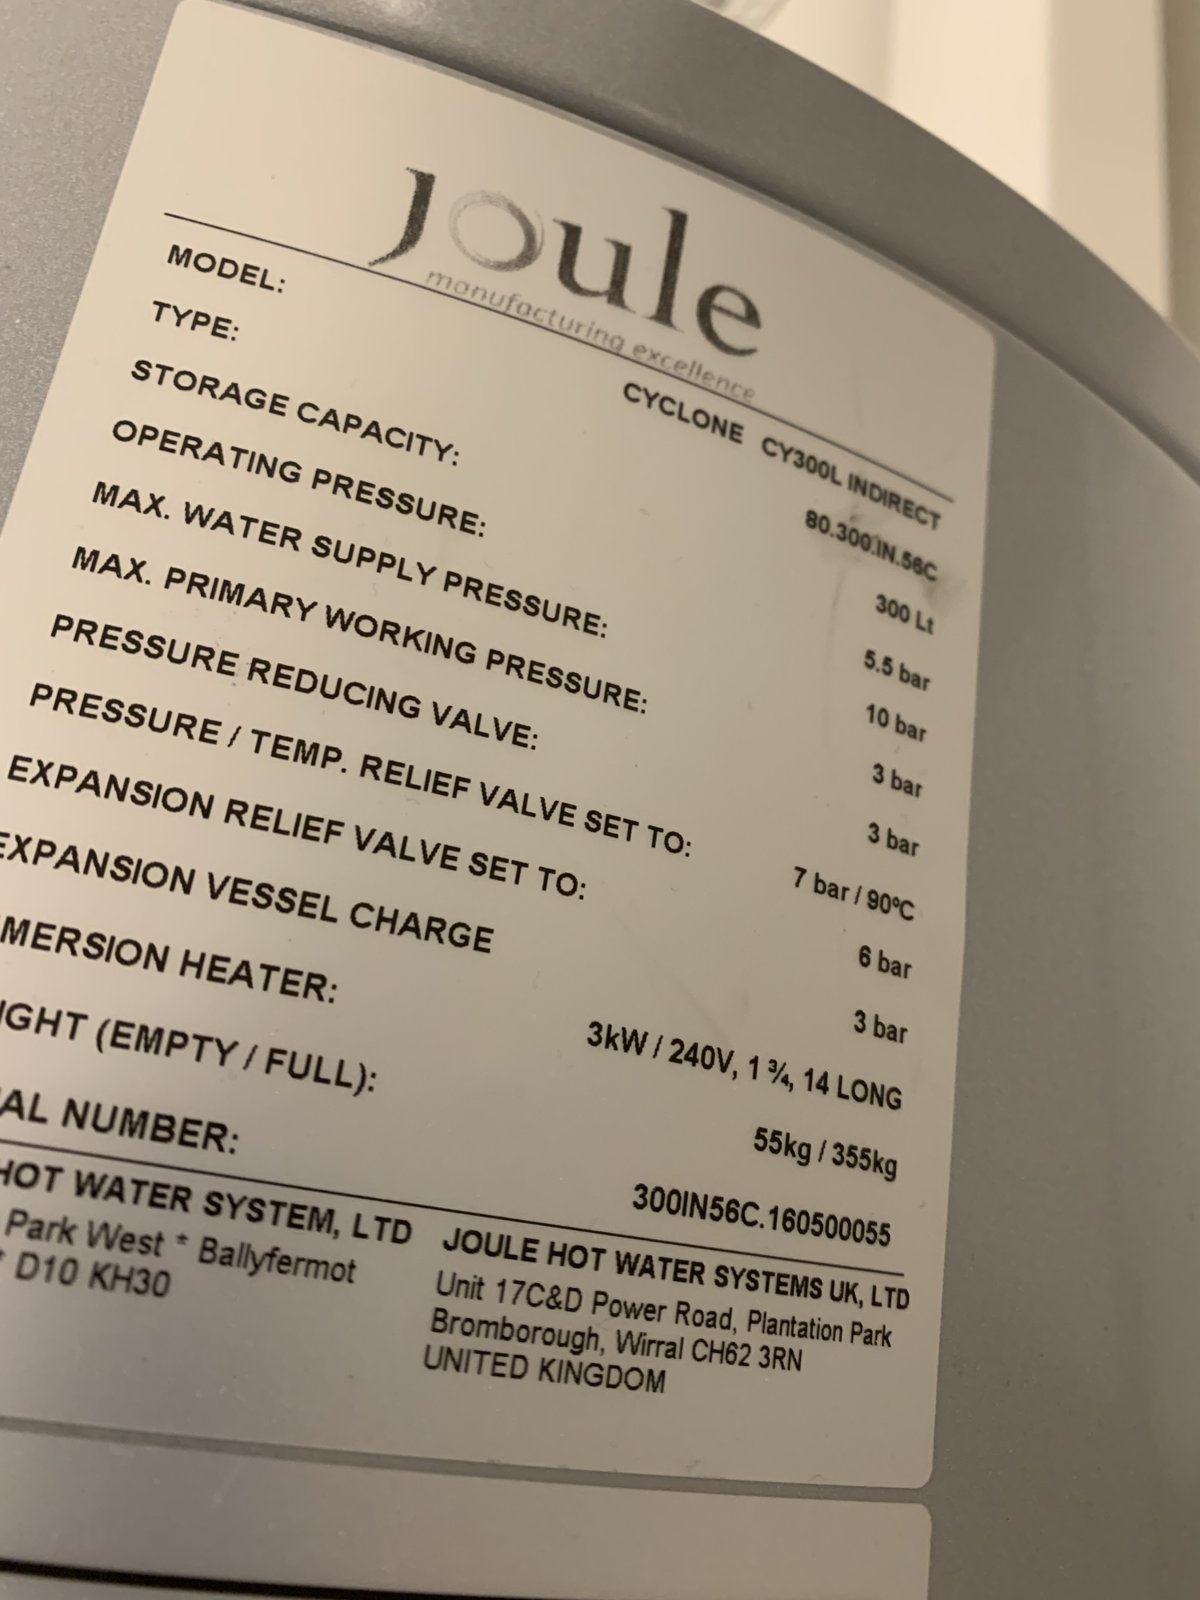 Joule
manufacturing excellence
MODEL: CYCLONE CY300L INDIRECT
TYPE: 80.300.IN.56C
STORAGE CAPACITY: 300 Lt
OPERATING PRESSURE: 5.5 bar
MAX. WATER SUPPLY PRESSURE: 10 bar
MAX. PRIMARY WORKING PRESSURE: 3 bar
PRESSURE REDUCING VALVE: 3 bar
PRESSURE / TEMP. RELIEF VALVE SET TO: 7 bar / 90ºC
EXPANSION RELIEF VALVE SET TO: 6 bar
EXPANSION VESSEL CHARGE 3 bar
MERSION HEATER: 3kW / 240V, 1 ¾, 14 LONG
IGHT (EMPTY / FULL): 55kg / 355kg
AL NUMBER: 300IN56C.160500055
HOT WATER SYSTEM, LTD
Park West * Ballyfermot
* D10 KH30
JOULE HOT WATER SYSTEMS UK, LTD
Unit 17C&D Power Road, Plantation Park
Bromborough, Wirral CH62 3RN
UNITED KINGDOM